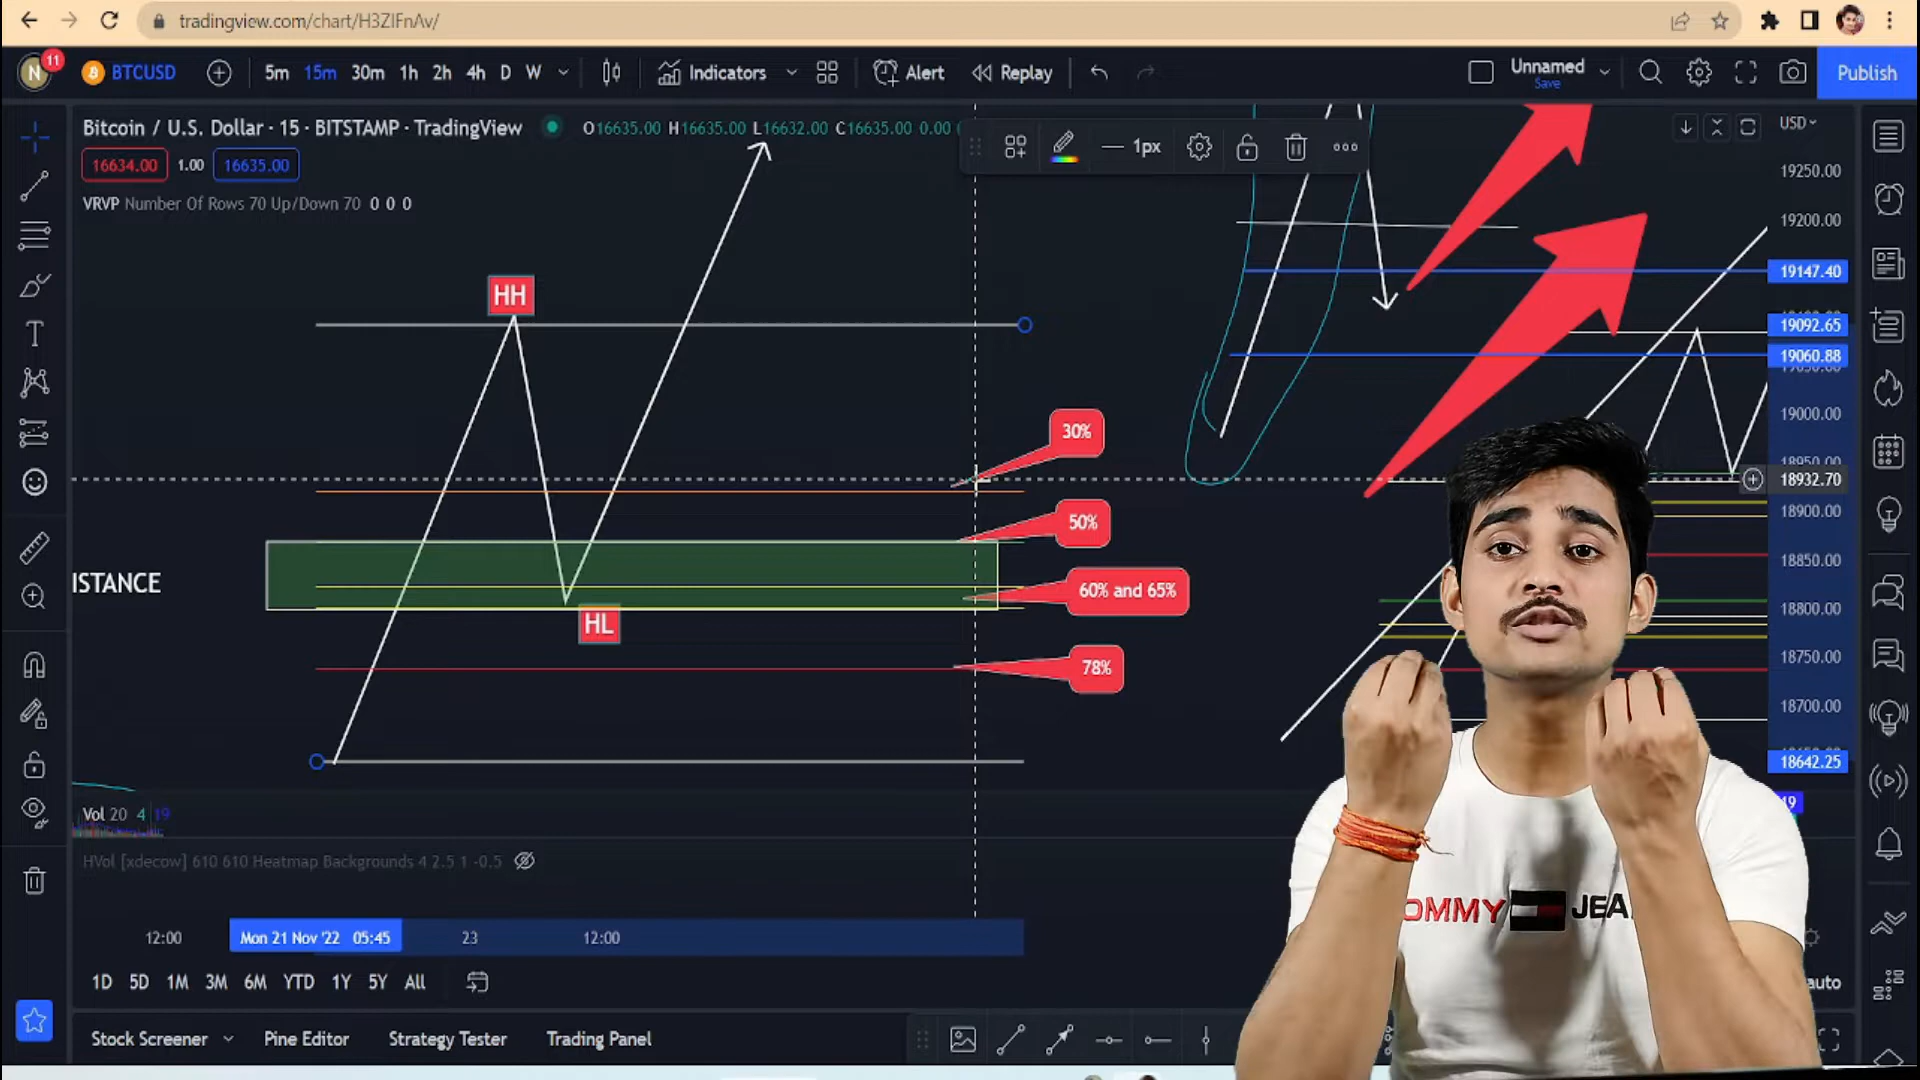 tradingview.com/chart/H3ZIFnAv/
N 11 BTCUSD 5m 15m 30m 1h 2h 4h D W Indicators Alert Replay Unnamed Save Publish
Bitcoin / U.S. Dollar · 15 · BITSTAMP · TradingView O16635.00 H16635.00 L16632.00 C16635.00 0.00
1px
USD
16634.00 1.00 16635.00
VRVP Number Of Rows 70 Up/Down 70 0 0 0
19250.00
19200.00
19147.40
HH
19092.65
19060.88
19000.00
30%
18950.00
18932.70
50%
18900.00
18850.00
ISTANCE
60% and 65%
18800.00
HL
78%
18750.00
18700.00
18642.25
19
Vol 20 4 19
HVol [xdecow] 610 610 Heatmap Backgrounds 4 2.5 1 -0.5
OMMY JEA
12:00 Mon 21 Nov '22 05:45 23 12:00
1D 5D 1M 3M 6M YTD 1Y 5Y All
auto
Stock Screener Pine Editor Strategy Tester Trading Panel